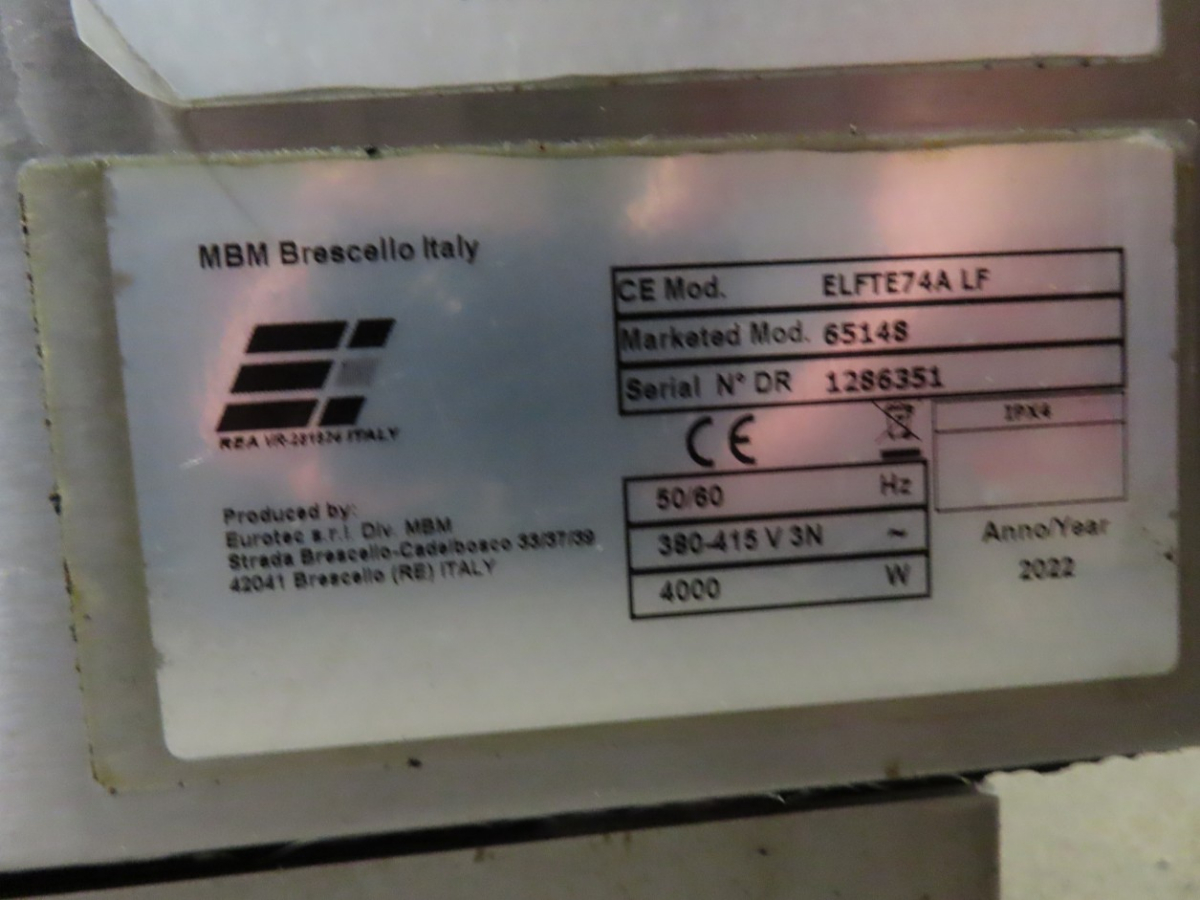 MBM Brescello Italy
CE Mod. ELFTE74A LF
Marketed Mod. 65148
Serial N° DR 1286351
CE
IPX4
REA ITALY
50/60 Hz
380-415 V 3N ~
4000 W
Anno/Year
2022
Produced by:
Eurotec s.r.l. Div. MBM
Strada Brescello-Cadelbosco 33/37/39
42041 Brescello (RE) ITALY